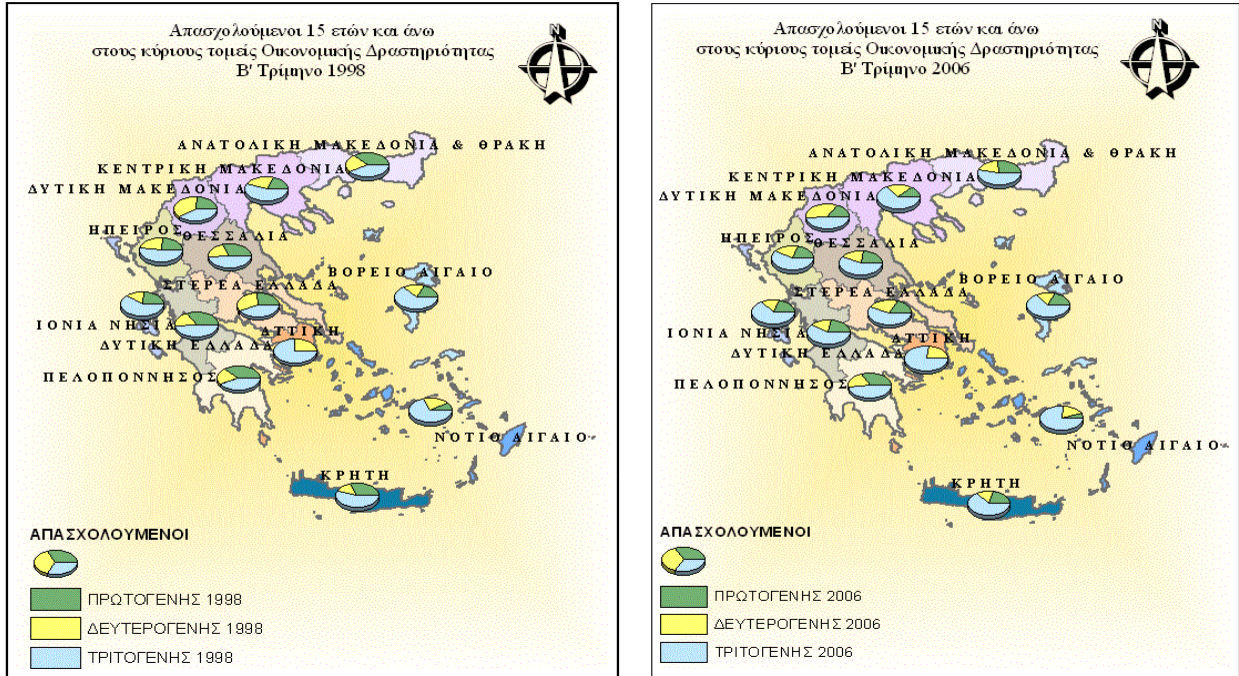 Απασχολούμενοι 15 ετών και άνω
στους κύριους τομείς Οικονομικής Δραστηριότητας
Β' Τρίμηνο 1998
ΑΝΑΤΟΛΙΚΗ ΜΑΚΕΔΟΝΙΑ & ΘΡΑΚΗ
ΚΕΝΤΡΙΚΗ ΜΑΚΕΔΟΝΙΑ
ΔΥΤΙΚΗ ΜΑΚΕΔΟΝΙΑ
ΗΠΕΙΡΟΣ
ΘΕΣΣΑΛΙΑ
ΒΟΡΕΙΟ ΑΙΓΑΙΟ
ΣΤΕΡΕΑ ΕΛΛΑΔΑ
ΙΟΝΙΑ ΝΗΣΙΑ
ΑΤΤΙΚΗ
ΔΥΤΙΚΗ ΕΛΛΑΔΑ
ΠΕΛΟΠΟΝΝΗΣΟΣ
ΝΟΤΙΟ ΑΙΓΑΙΟ
ΚΡΗΤΗ
ΑΠΑΣΧΟΛΟΥΜΕΝΟΙ
ΠΡΩΤΟΓΕΝΗΣ 1998
ΔΕΥΤΕΡΟΓΕΝΗΣ 1998
ΤΡΙΤΟΓΕΝΗΣ 1998
Απασχολούμενοι 15 ετών και άνω
στους κύριους τομείς Οικονομικής Δραστηριότητας
Β' Τρίμηνο 2006
ΑΝΑΤΟΛΙΚΗ ΜΑΚΕΔΟΝΙΑ & ΘΡΑΚΗ
ΚΕΝΤΡΙΚΗ ΜΑΚΕΔΟΝΙΑ
ΔΥΤΙΚΗ ΜΑΚΕΔΟΝΙΑ
ΗΠΕΙΡΟΣ
ΘΕΣΣΑΛΙΑ
ΒΟΡΕΙΟ ΑΙΓΑΙΟ
ΣΤΕΡΕΑ ΕΛΛΑΔΑ
ΙΟΝΙΑ ΝΗΣΙΑ
ΑΤΤΙΚΗ
ΔΥΤΙΚΗ ΕΛΛΑΔΑ
ΠΕΛΟΠΟΝΝΗΣΟΣ
ΝΟΤΙΟ ΑΙΓΑΙΟ
ΚΡΗΤΗ
ΑΠΑΣΧΟΛΟΥΜΕΝΟΙ
ΠΡΩΤΟΓΕΝΗΣ 2006
ΔΕΥΤΕΡΟΓΕΝΗΣ 2006
ΤΡΙΤΟΓΕΝΗΣ 2006